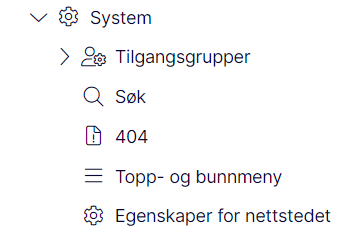 System
Tilgangsgrupper
Søk
404
Topp- og bunnmeny
Egenskaper for nettstedet